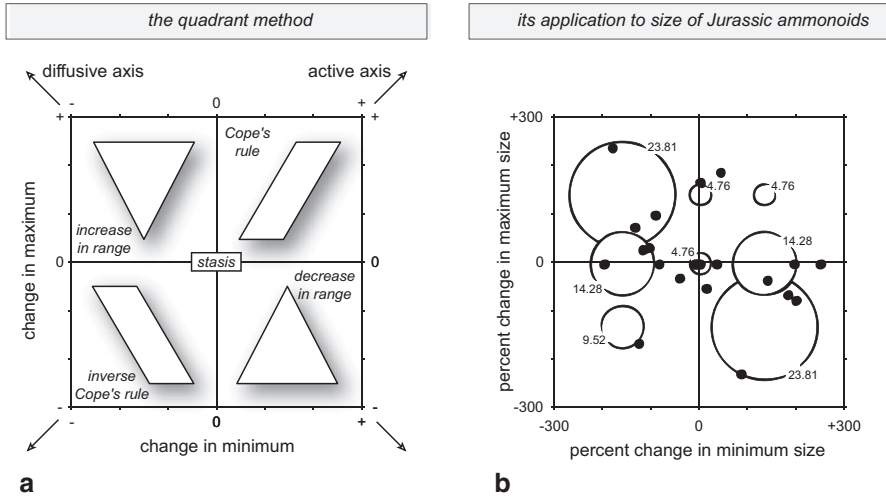 the quadrant method
diffusive axis
active axis
-
0
+
+
+
Cope's
rule
increase
in range
change in maximum
0
stasis
0
decrease
in range
inverse
Cope's rule
-
-
-
0
+
change in minimum
a
its application to size of Jurassic ammonoids
+300
23.81
4.76
4.76
percent change in maximum size
4.76
14.28
0
14.28
9.52
23.81
-300
-300
0
+300
percent change in minimum size
b